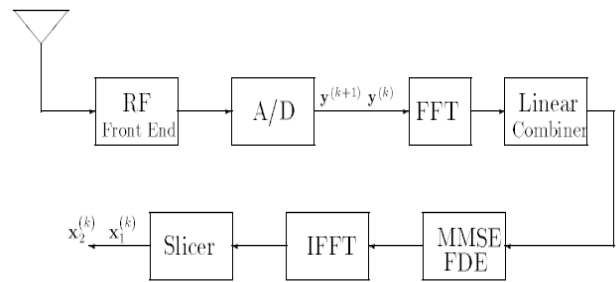 RF
Front End
A/D
y^(k+1) y^(k)
FFT
Linear
Combiner
x_2^(k) x_1^(k)
Slicer
IFFT
MMSE
FDE